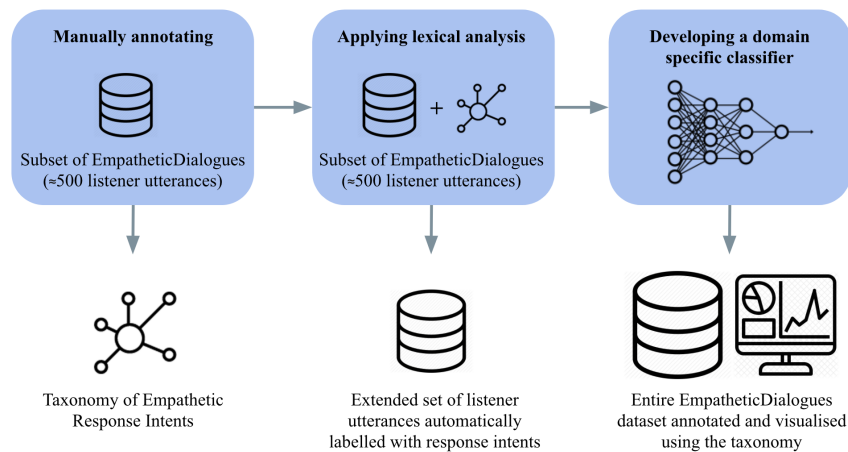 Manually annotating
Subset of EmpatheticDialogues
(≈500 listener utterances)
Applying lexical analysis
+
Subset of EmpatheticDialogues
(≈500 listener utterances)
Developing a domain
specific classifier
Taxonomy of Empathetic
Response Intents
Extended set of listener
utterances automatically
labelled with response intents
Entire EmpatheticDialogues
dataset annotated and visualised
using the taxonomy